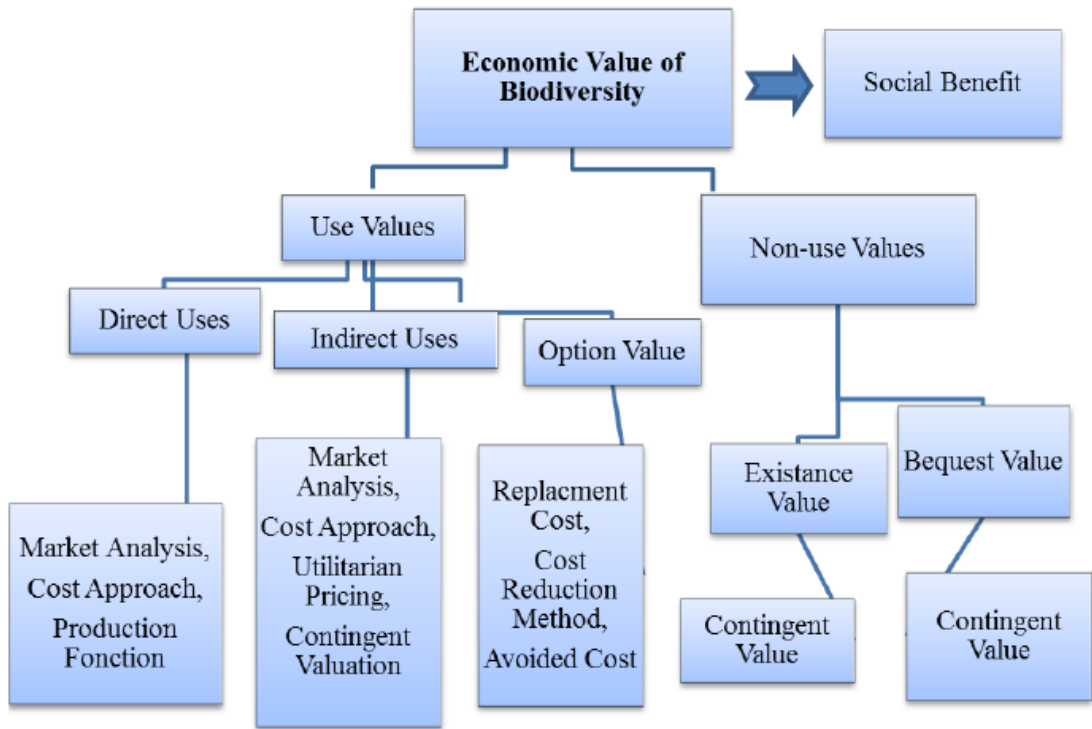 Economic Value of
Biodiversity
Social Benefit
Use Values
Non-use Values
Direct Uses
Indirect Uses
Option Value
Existance
Value
Bequest Value
Market Analysis,
Cost Approach,
Production
Fonction
Market
Analysis,
Cost Approach,
Utilitarian
Pricing,
Contingent
Valuation
Replacment
Cost,
Cost
Reduction
Method,
Avoided Cost
Contingent
Value
Contingent
Value